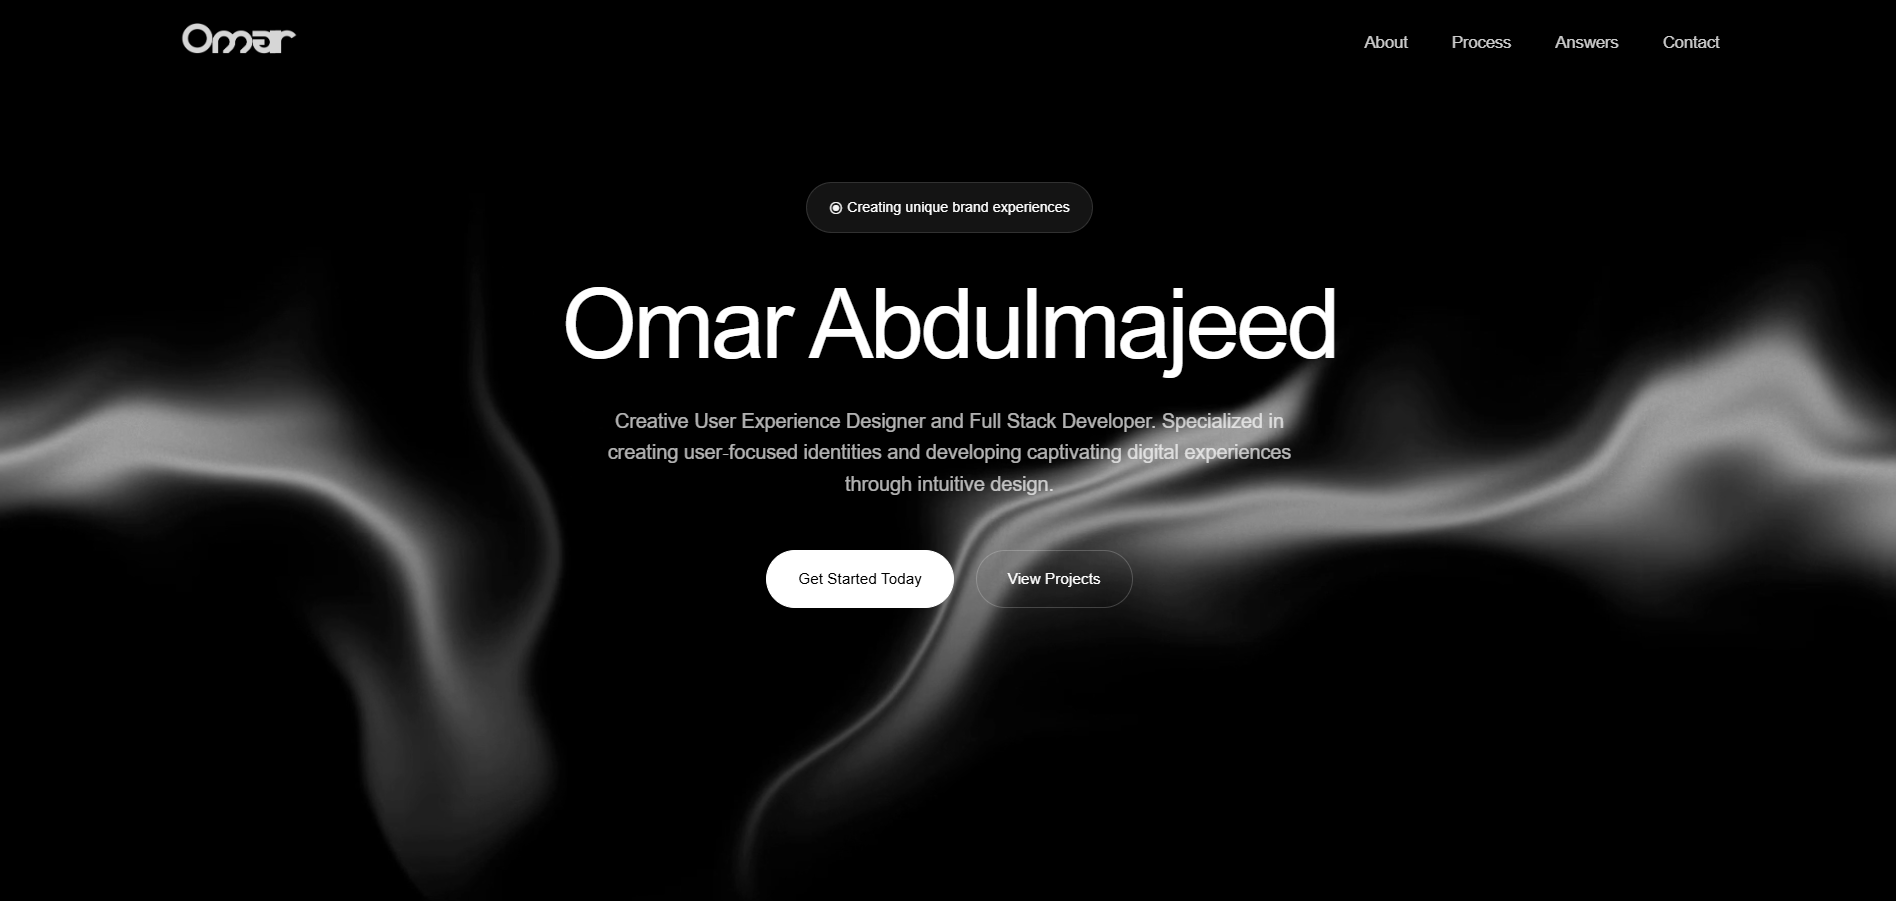 Omar
About
Process
Answers
Contact
Creating unique brand experiences
Omar Abdulmajeed
Creative User Experience Designer and Full Stack Developer. Specialized in
creating user-focused identities and developing captivating digital experiences
through intuitive design.
Get Started Today
View Projects